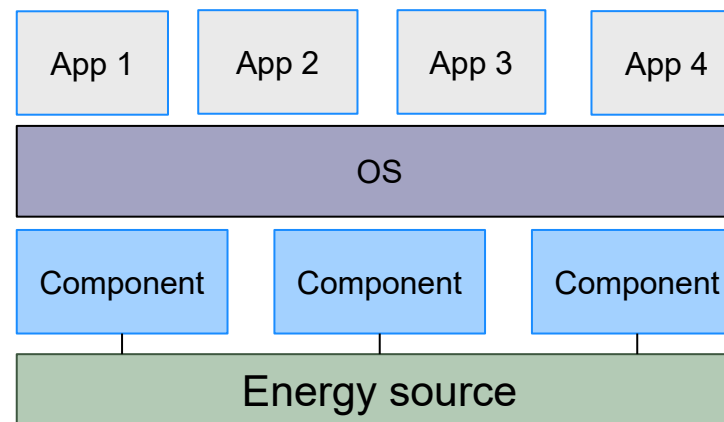 App 1
App 2
App 3
App 4
OS
Component
Component
Component
Energy source